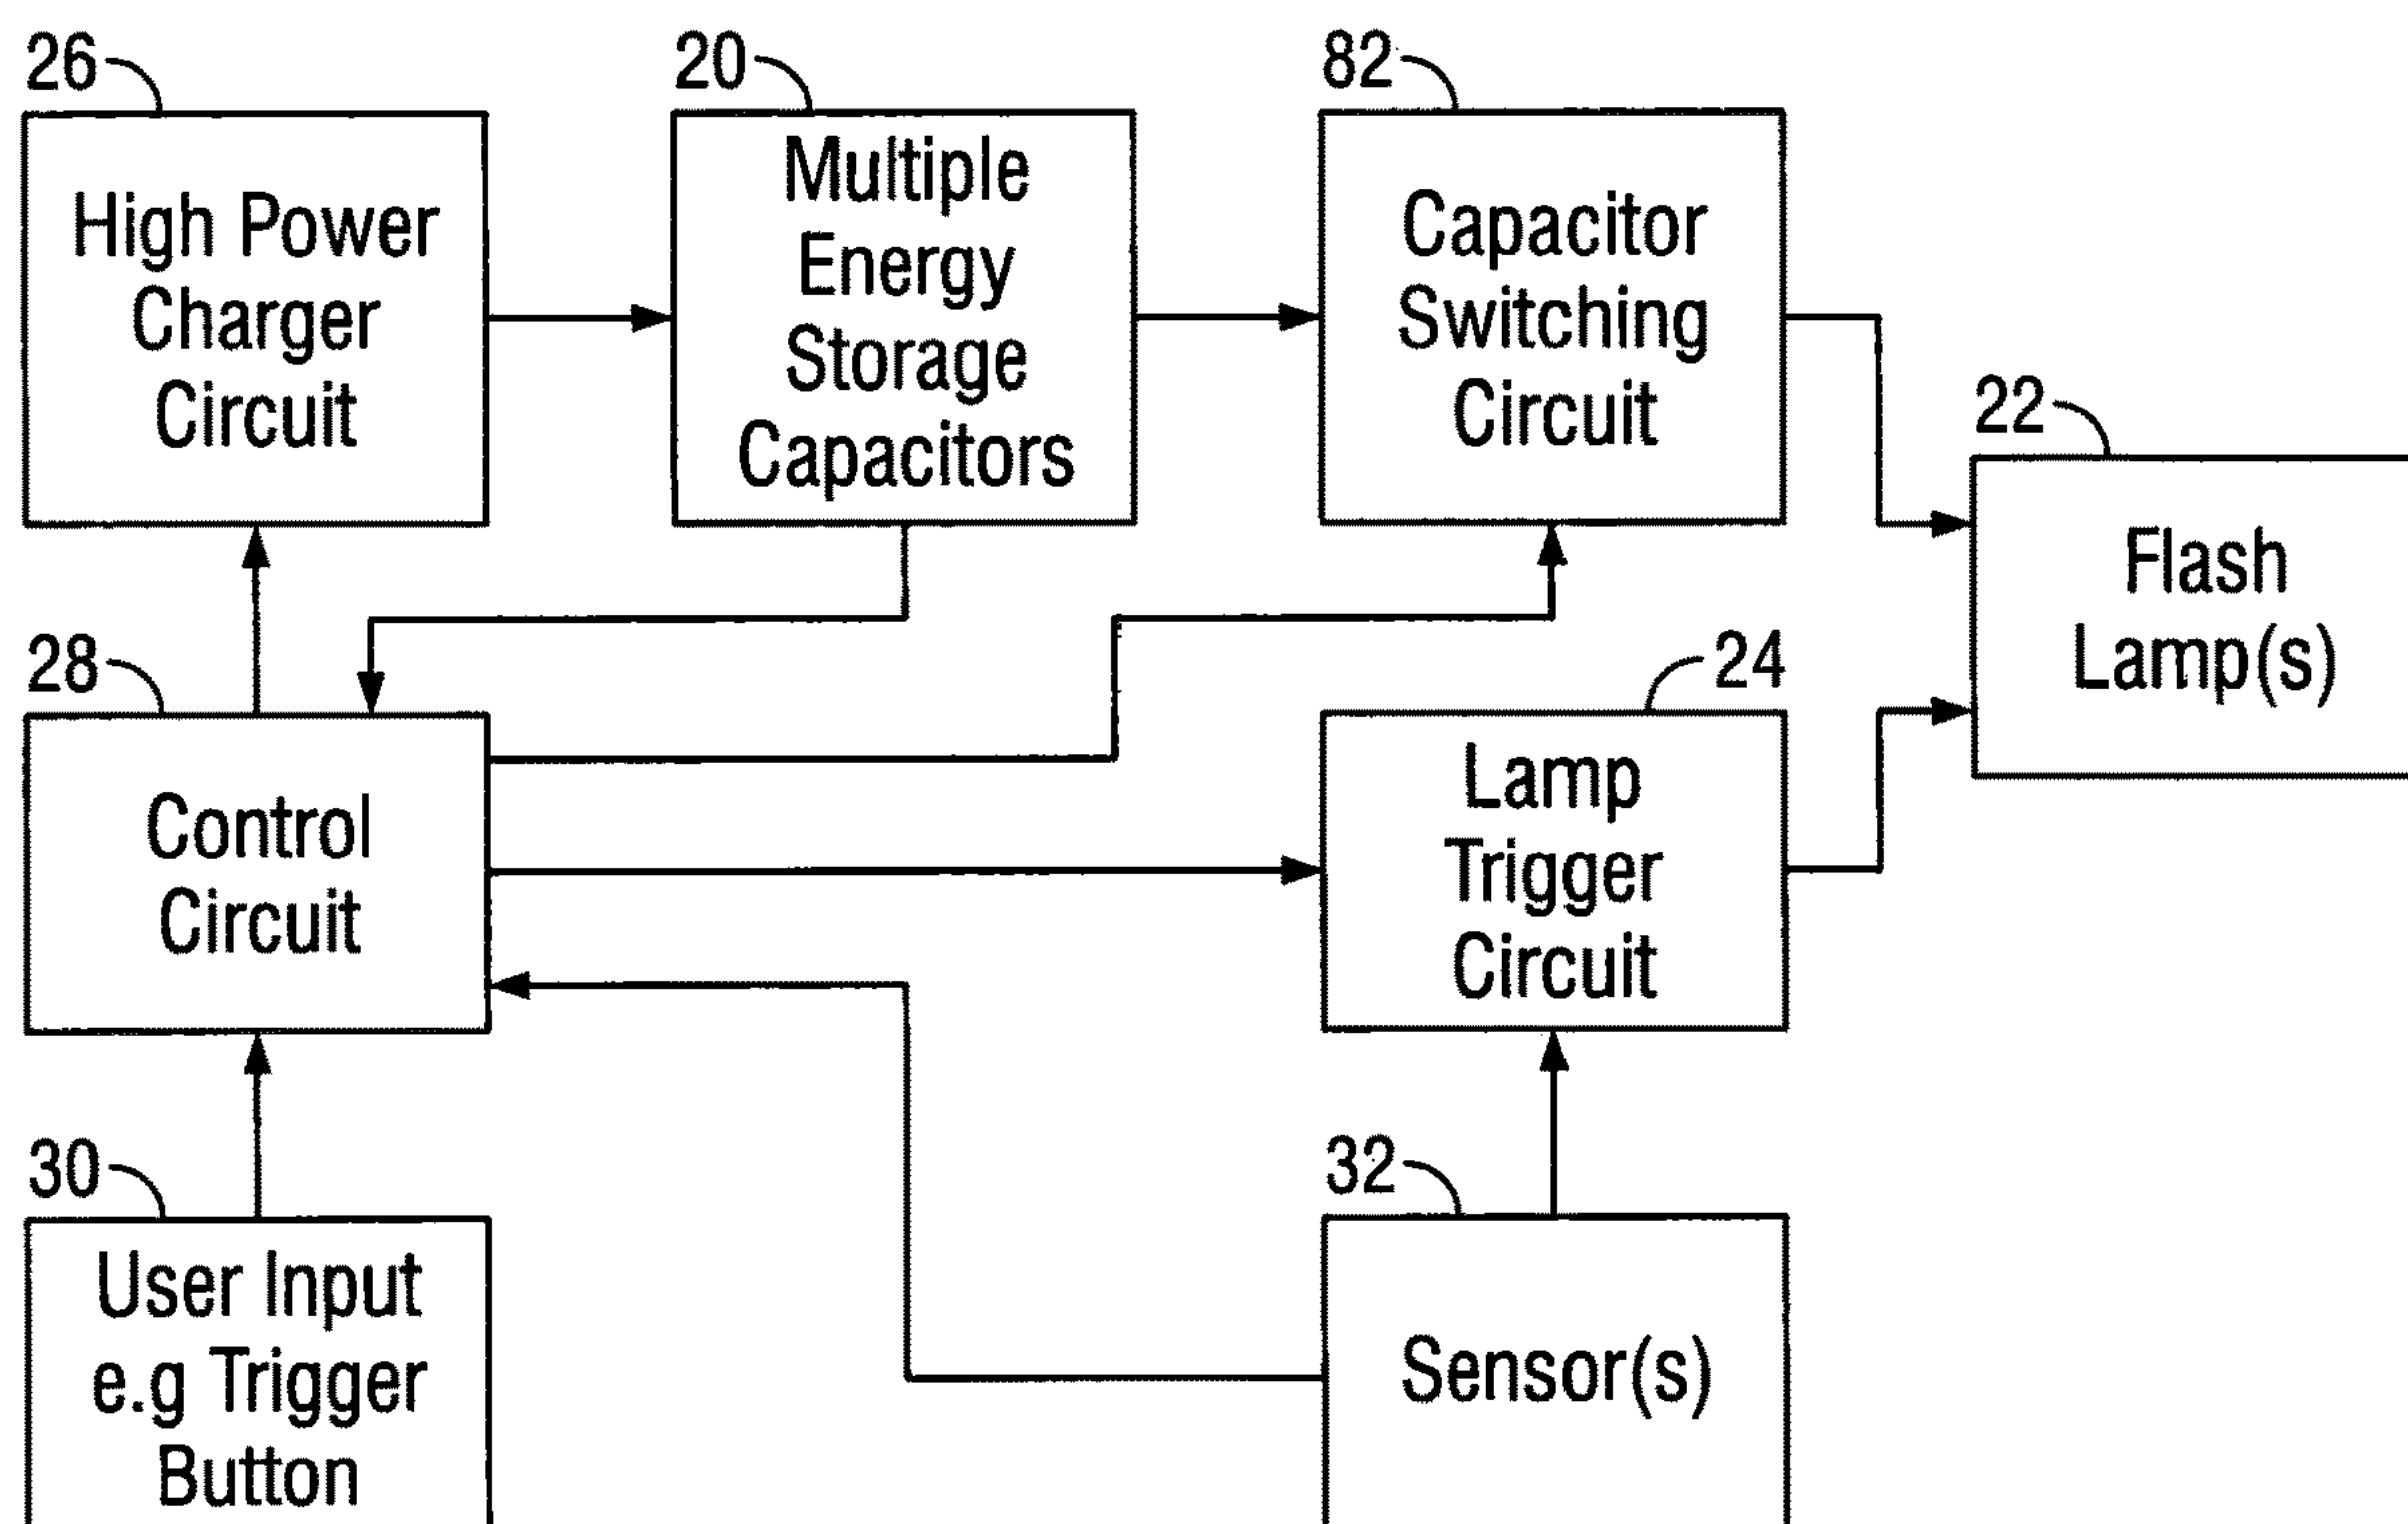 26
High Power
Charger
Circuit
20
Multiple
Energy
Storage
Capacitors
82
Capacitor
Switching
Circuit
22
Flash
Lamp(s)
28
Control
Circuit
24
Lamp
Trigger
Circuit
30
User Input
e.g Trigger
Button
32
Sensor(s)